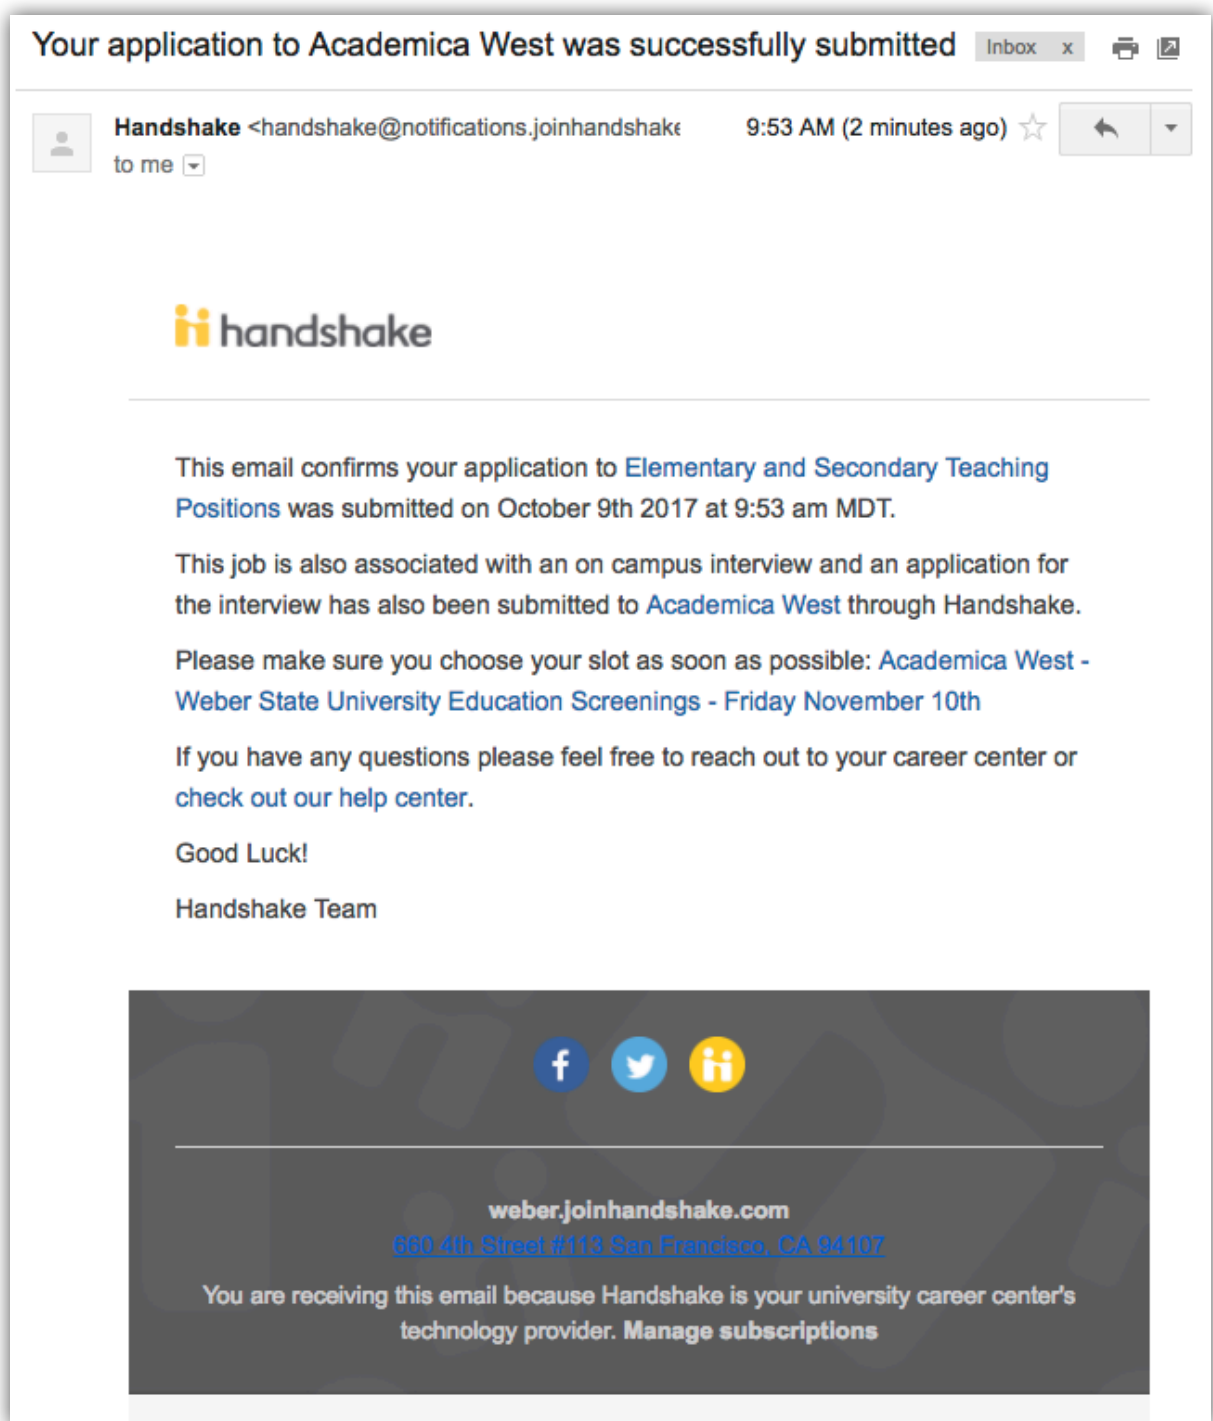 Your application to Academica West was successfully submitted Inbox x
Handshake <handshake@notifications.joinhandshake 9:53 AM (2 minutes ago)
to me
handshake
This email confirms your application to Elementary and Secondary Teaching
Positions was submitted on October 9th 2017 at 9:53 am MDT.
This job is also associated with an on campus interview and an application for
the interview has also been submitted to Academica West through Handshake.
Please make sure you choose your slot as soon as possible: Academica West -
Weber State University Education Screenings - Friday November 10th
If you have any questions please feel free to reach out to your career center or
check out our help center.
Good Luck!
Handshake Team
weber.joinhandshake.com
660 4th Street #113 San Francisco, CA 94107
You are receiving this email because Handshake is your university career center's
technology provider. Manage subscriptions